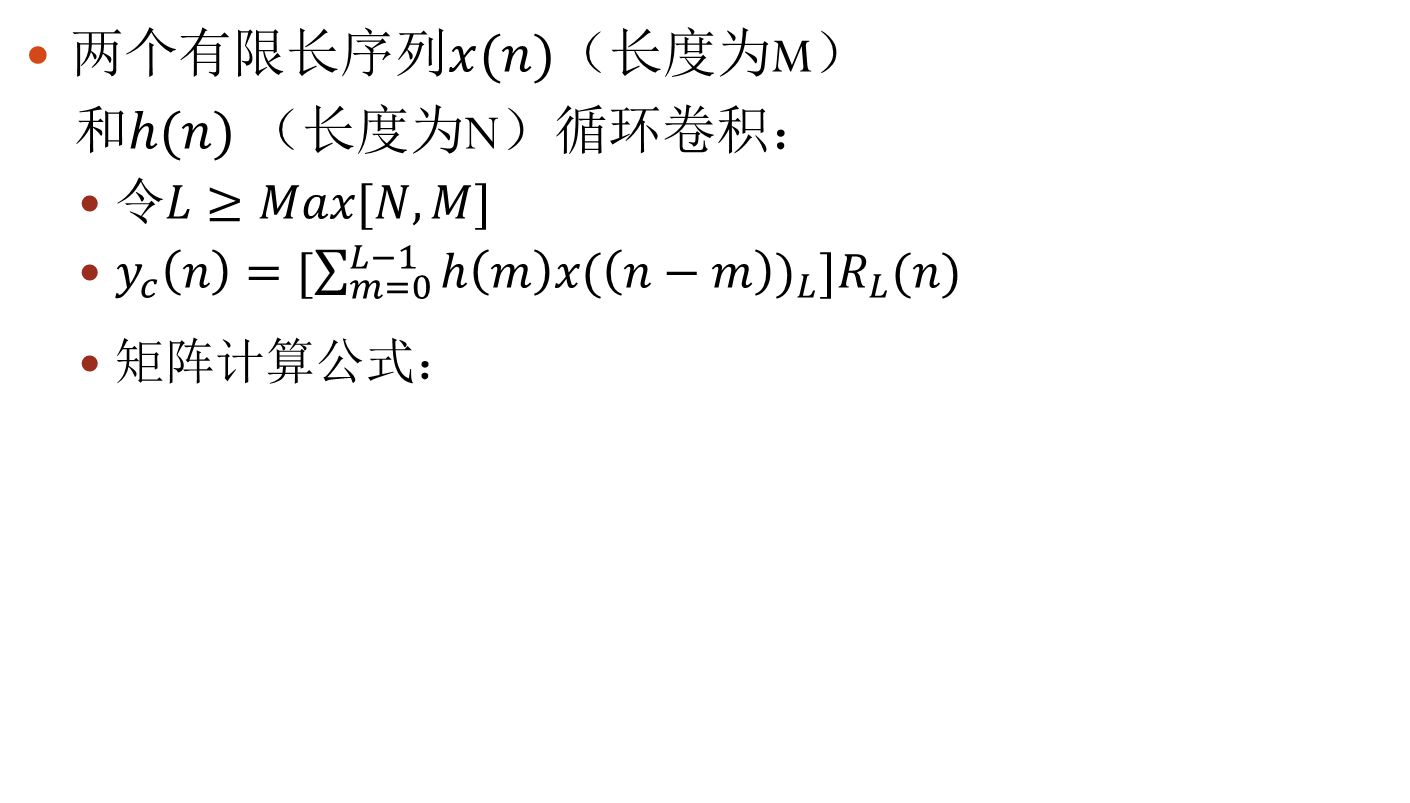 • 两个有限长序列x(n)（长度为M）
和h(n) （长度为N）循环卷积：
• 令L ≥ Max[N, M]
• y_c(n) = [∑_{m=0}^{L−1} h(m)x((n − m))_L]R_L(n)
• 矩阵计算公式：